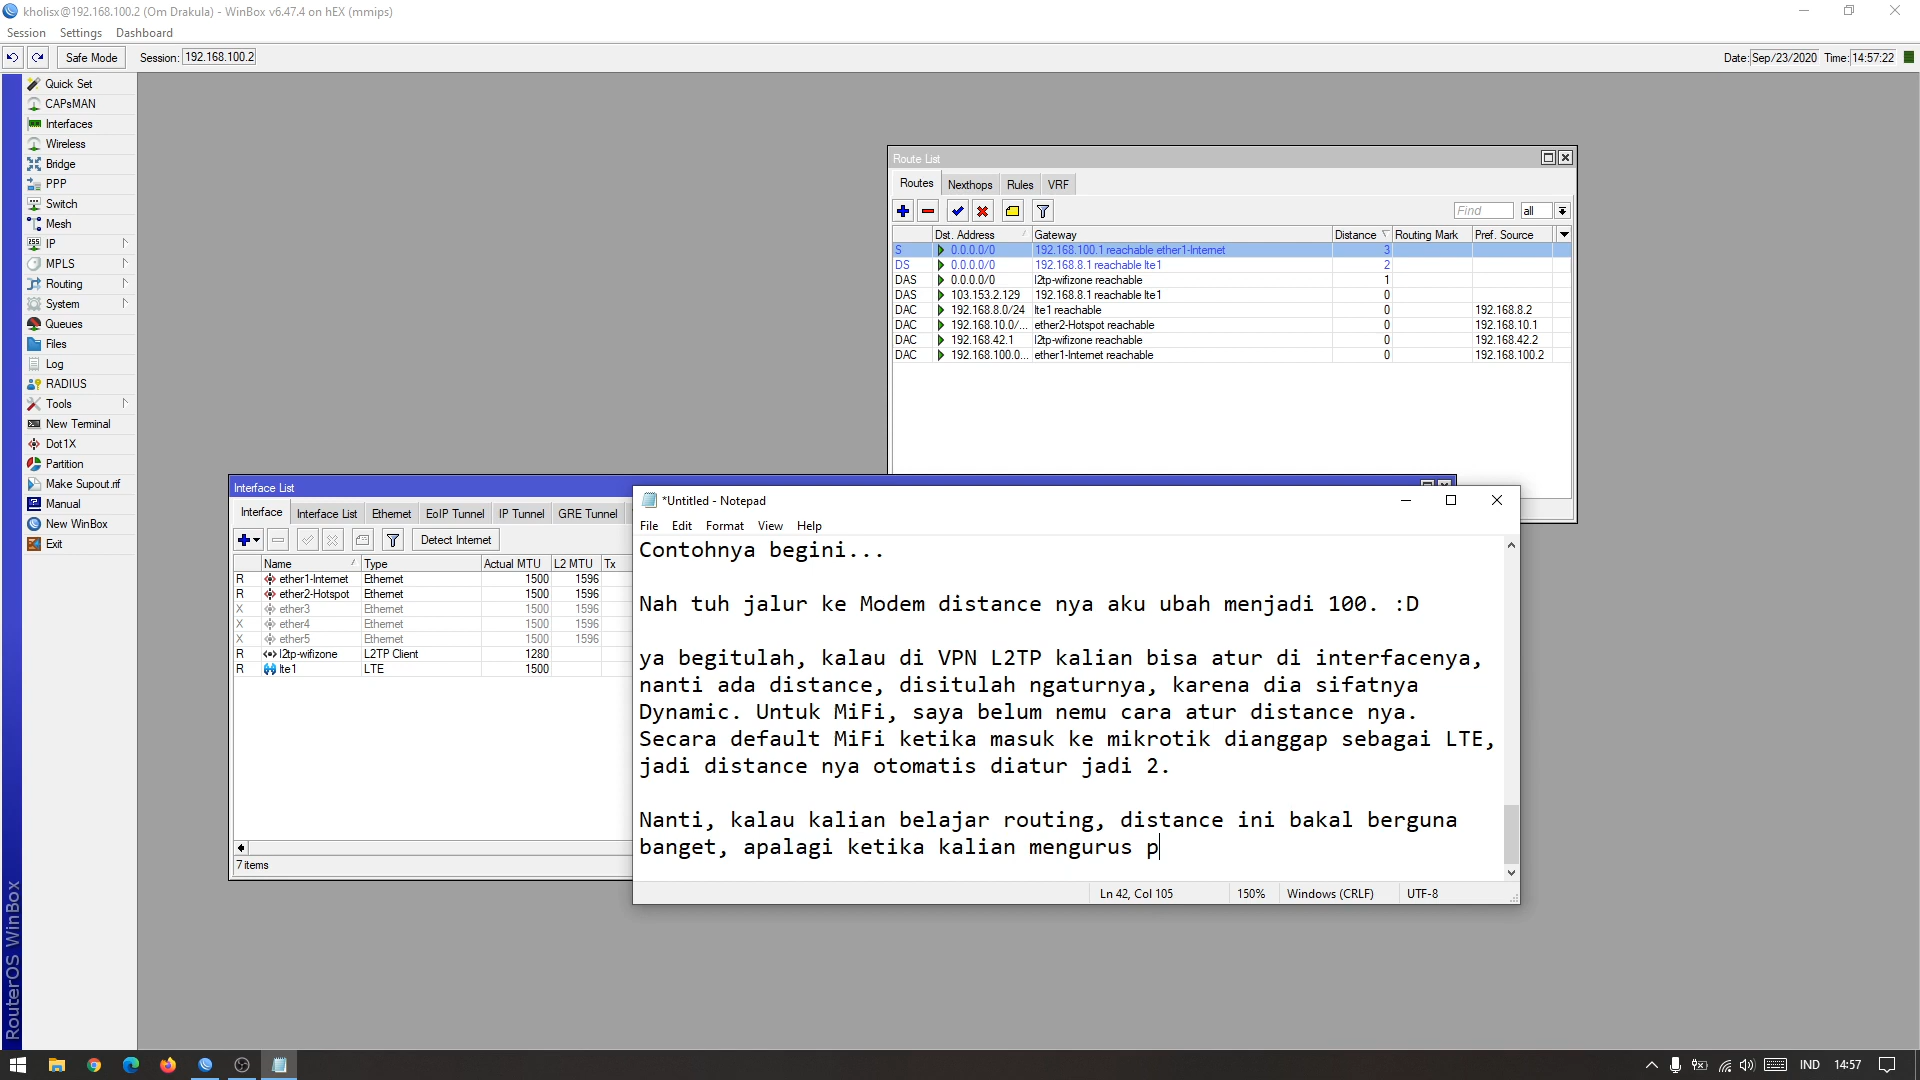 kholisx@192.168.100.2 (Om Drakula) - WinBox v6.47.4 on hEX (mmips)
Session Settings Dashboard
Safe Mode Session: 192.168.100.2 Date: Sep/23/2020 Time: 14:57:22
Quick Set
CAPsMAN
Interfaces
Wireless
Bridge
PPP
Switch
Mesh
IP
MPLS
Routing
System
Queues
Files
Log
RADIUS
Tools
New Terminal
Dot1X
Partition
Make Supout.rif
Manual
New WinBox
Exit
RouterOS WinBox
Route List
Routes Nexthops Rules VRF
Find all
Dst. Address Gateway Distance Routing Mark Pref. Source
S 0.0.0.0/0 192.168.100.1 reachable ether1-Internet 3
DS 0.0.0.0/0 192.168.8.1 reachable lte1 2
DAS 0.0.0.0/0 l2tp-wifizone reachable 1
DAS 103.153.2.129 192.168.8.1 reachable lte1 0
DAC 192.168.8.0/24 lte1 reachable 0 192.168.8.2
DAC 192.168.10.0/... ether2-Hotspot reachable 0 192.168.10.1
DAC 192.168.42.1 l2tp-wifizone reachable 0 192.168.42.2
DAC 192.168.100.0... ether1-Internet reachable 0 192.168.100.2
Interface List
Interface Interface List Ethernet EoIP Tunnel IP Tunnel GRE Tunnel
Detect Internet
Name Type Actual MTU L2 MTU Tx
R ether1-Internet Ethernet 1500 1596
R ether2-Hotspot Ethernet 1500 1596
X ether3 Ethernet 1500 1596
X ether4 Ethernet 1500 1596
X ether5 Ethernet 1500 1596
R l2tp-wifizone L2TP Client 1280
R lte1 LTE 1500
7 items
*Untitled - Notepad
File Edit Format View Help
Contohnya begini...
Nah tuh jalur ke Modem distance nya aku ubah menjadi 100. :D
ya begitulah, kalau di VPN L2TP kalian bisa atur di interfacenya,
nanti ada distance, disitulah ngaturnya, karena dia sifatnya
Dynamic. Untuk MiFi, saya belum nemu cara atur distance nya.
Secara default MiFi ketika masuk ke mikrotik dianggap sebagai LTE,
jadi distance nya otomatis diatur jadi 2.
Nanti, kalau kalian belajar routing, distance ini bakal berguna
banget, apalagi ketika kalian mengurus p
Ln 42, Col 105 150% Windows (CRLF) UTF-8
IND 14:57